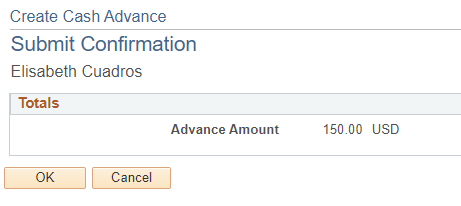 Create Cash Advance
Submit Confirmation
Elisabeth Cuadros
Totals
Advance Amount 150.00 USD
OK Cancel